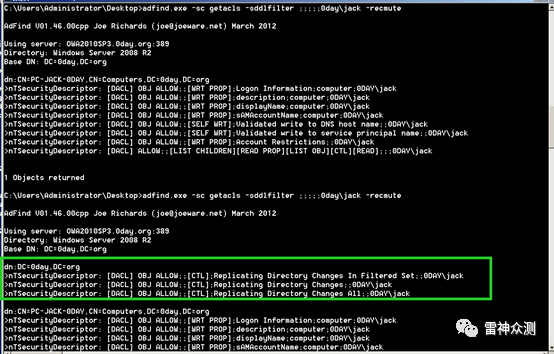 C:\Users\Administrator\Desktop>adfind.exe -sc getacls -sddlfilter ;;;;;0day\jack -recmute
AdFind V01.46.00cpp Joe Richards (joe@joeware.net) March 2012
Using server: OWA2010SP3.0day.org:389
Directory: Windows Server 2008 R2
Base DN: DC=0day,DC=org
dn:CN=PC-JACK-0DAY,CN=Computers,DC=0day,DC=org
>nTSecurityDescriptor: [DACL] OBJ ALLOW;;[WRT PROP];Logon Information;computer;0DAY\jack
>nTSecurityDescriptor: [DACL] OBJ ALLOW;;[WRT PROP];description;computer;0DAY\jack
>nTSecurityDescriptor: [DACL] OBJ ALLOW;;[WRT PROP];displayName;computer;0DAY\jack
>nTSecurityDescriptor: [DACL] OBJ ALLOW;;[WRT PROP];sAMAccountName;computer;0DAY\jack
>nTSecurityDescriptor: [DACL] OBJ ALLOW;;[SELF WRT];Validated write to DNS host name;;0DAY\jack
>nTSecurityDescriptor: [DACL] OBJ ALLOW;;[SELF WRT];Validated write to service principal name;;0DAY\jack
>nTSecurityDescriptor: [DACL] OBJ ALLOW;;[WRT PROP];Account Restrictions;;0DAY\jack
>nTSecurityDescriptor: [DACL] ALLOW;;[LIST CHILDREN][READ PROP][LIST OBJ][CTL][READ];;;0DAY\jack
1 Objects returned
C:\Users\Administrator\Desktop>adfind.exe -sc getacls -sddlfilter ;;;;;0day\jack -recmute
AdFind V01.46.00cpp Joe Richards (joe@joeware.net) March 2012
Using server: OWA2010SP3.0day.org:389
Directory: Windows Server 2008 R2
Base DN: DC=0day,DC=org
dn:DC=0day,DC=org
>nTSecurityDescriptor: [DACL] OBJ ALLOW;;[CTL];Replicating Directory Changes In Filtered Set;;0DAY\jack
>nTSecurityDescriptor: [DACL] OBJ ALLOW;;[CTL];Replicating Directory Changes;;0DAY\jack
>nTSecurityDescriptor: [DACL] OBJ ALLOW;;[CTL];Replicating Directory Changes All;;0DAY\jack
dn:CN=PC-JACK-0DAY,CN=Computers,DC=0day,DC=org
>nTSecurityDescriptor: [DACL] OBJ ALLOW;;[WRT PROP];Logon Information;computer;0DAY\jack
>nTSecurityDescriptor: [DACL] OBJ ALLOW;;[WRT PROP];description;computer;0DAY\jack
>nTSecurityDescriptor: [DACL] OBJ ALLOW;;[WRT PROP];displayName;computer;0DAY\jack
>nTSecurityDescriptor: [DACL] OBJ ALLOW;;[WRT PROP];sAMAccountName;computer;0DAY\jack
雷神众测